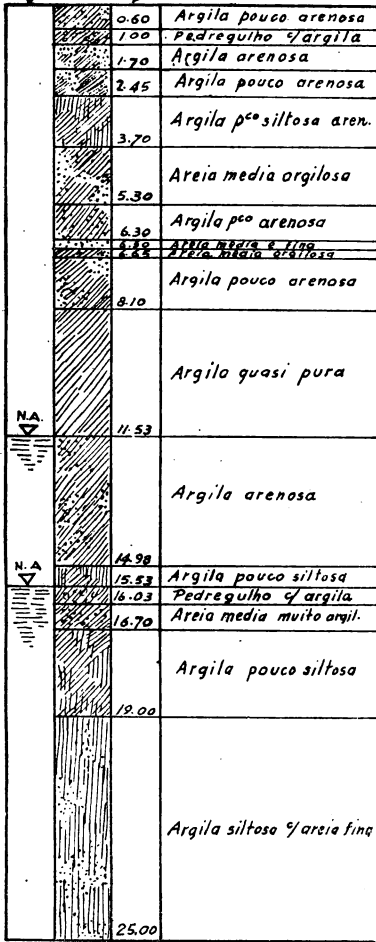 0.60 Argila pouco arenosa
1.00 Pedregulho c/argila
1.70 Argila arenosa
2.45 Argila pouco arenosa
3.70 Argila pco siltosa aren.
5.30 Areia media argilosa
6.30 Argila pco arenosa
Areia media e fina
6.65 Areia media argilosa
8.10 Argila pouco arenosa
N.A. 11.53 Argila quasi pura
14.98 Argila arenosa
N.A 15.53 Argila pouco siltosa
16.03 Pedregulho c/ argila
16.70 Areia media muito argil.
19.00 Argila pouco siltosa
25.00 Argila siltosa c/areia fina